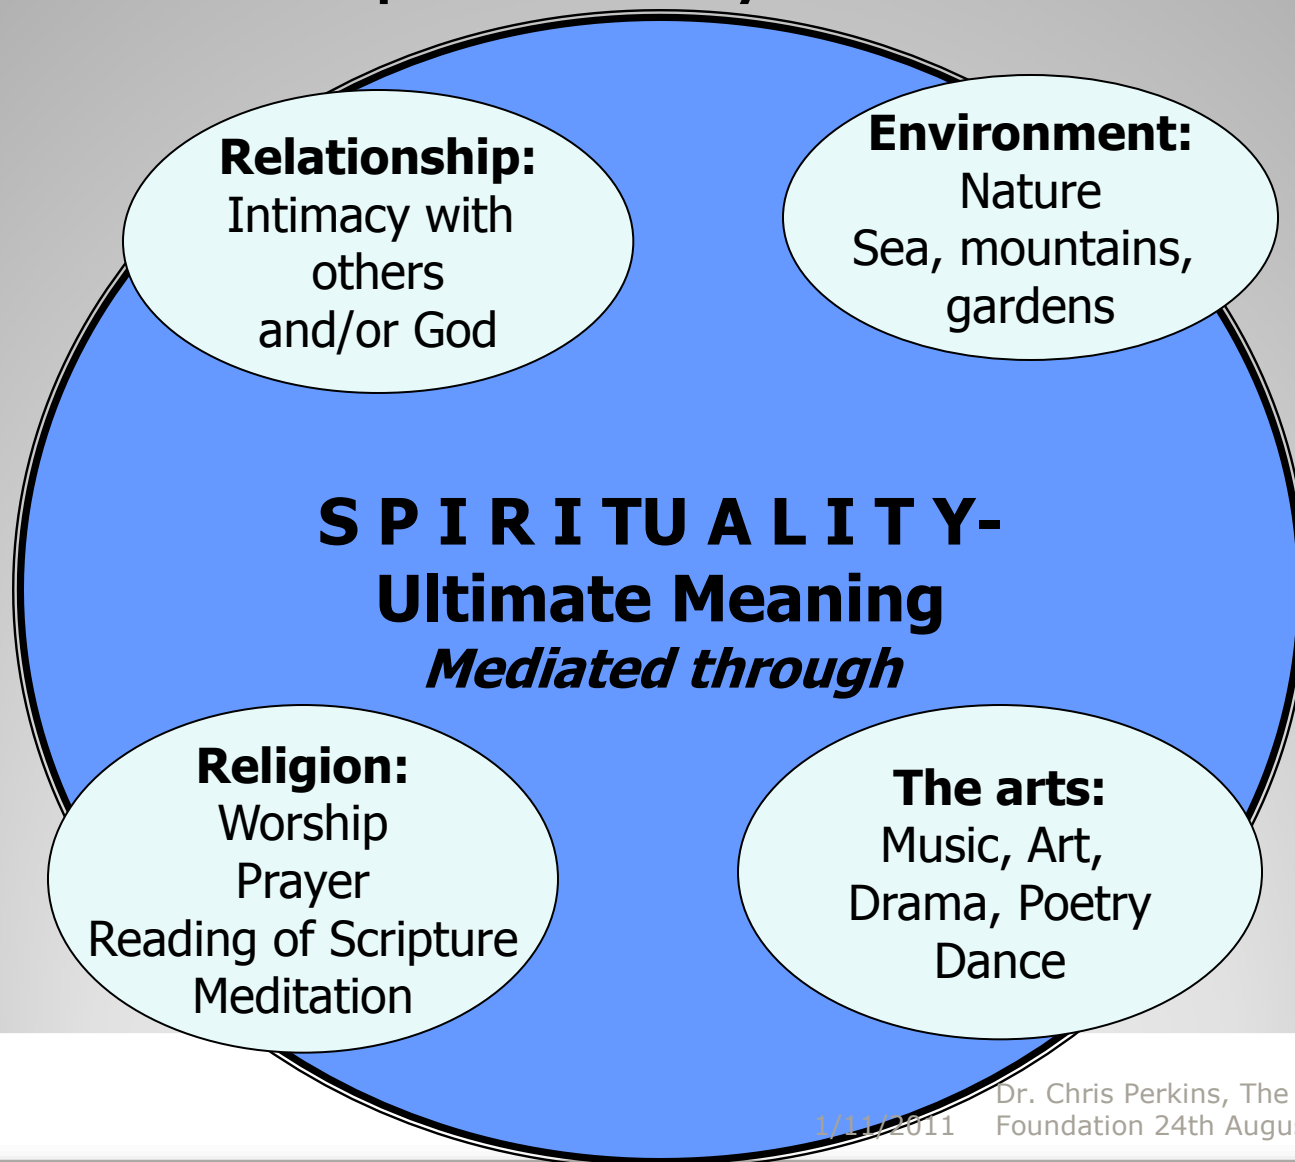 Relationship:
Intimacy with
others
and/or God
Environment:
Nature
Sea, mountains,
gardens
S P I R I TU A L I T Y-
Ultimate Meaning
Mediated through
Religion:
Worship
Prayer
Reading of Scripture
Meditation
The arts:
Music, Art,
Drama, Poetry
Dance
Dr. Chris Perkins, The
1/11/2011 Foundation 24th